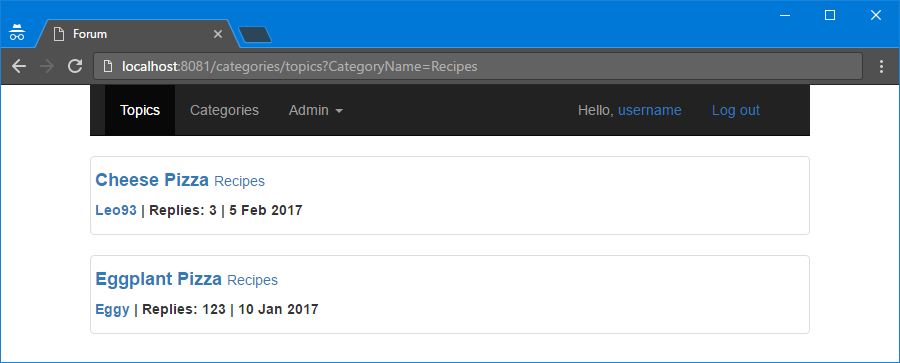 Forum
localhost:8081/categories/topics?CategoryName=Recipes
Topics Categories Admin Hello, username Log out
Cheese Pizza Recipes
Leo93 | Replies: 3 | 5 Feb 2017
Eggplant Pizza Recipes
Eggy | Replies: 123 | 10 Jan 2017